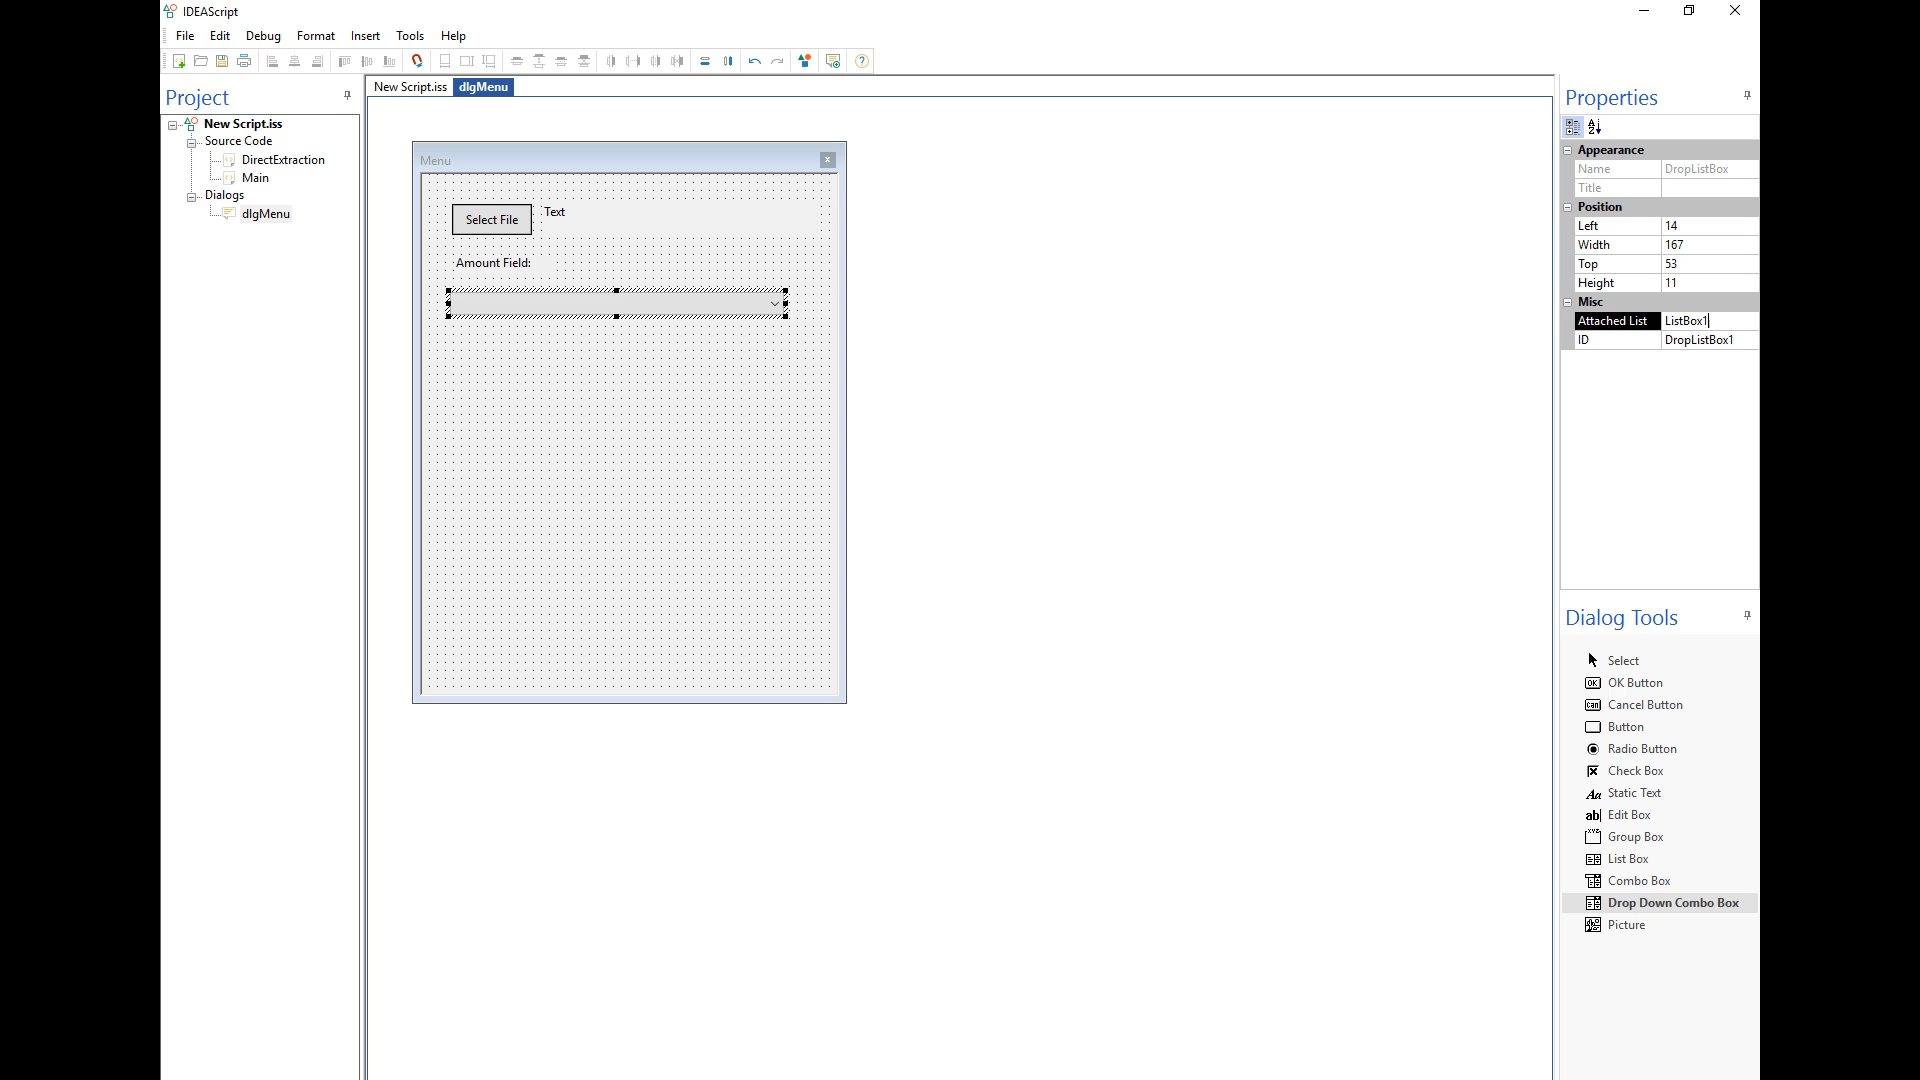 IDEAScript
File Edit Debug Format Insert Tools Help
Project
New Script.iss
Source Code
DirectExtraction
Main
Dialogs
dlgMenu
New Script.iss dlgMenu
Menu
Select File Text
Amount Field:
Properties
Appearance
Name DropListBox
Title
Position
Left 14
Width 167
Top 53
Height 11
Misc
Attached List ListBox1
ID DropListBox1
Dialog Tools
Select
OK Button
Cancel Button
Button
Radio Button
Check Box
Static Text
Edit Box
Group Box
List Box
Combo Box
Drop Down Combo Box
Picture